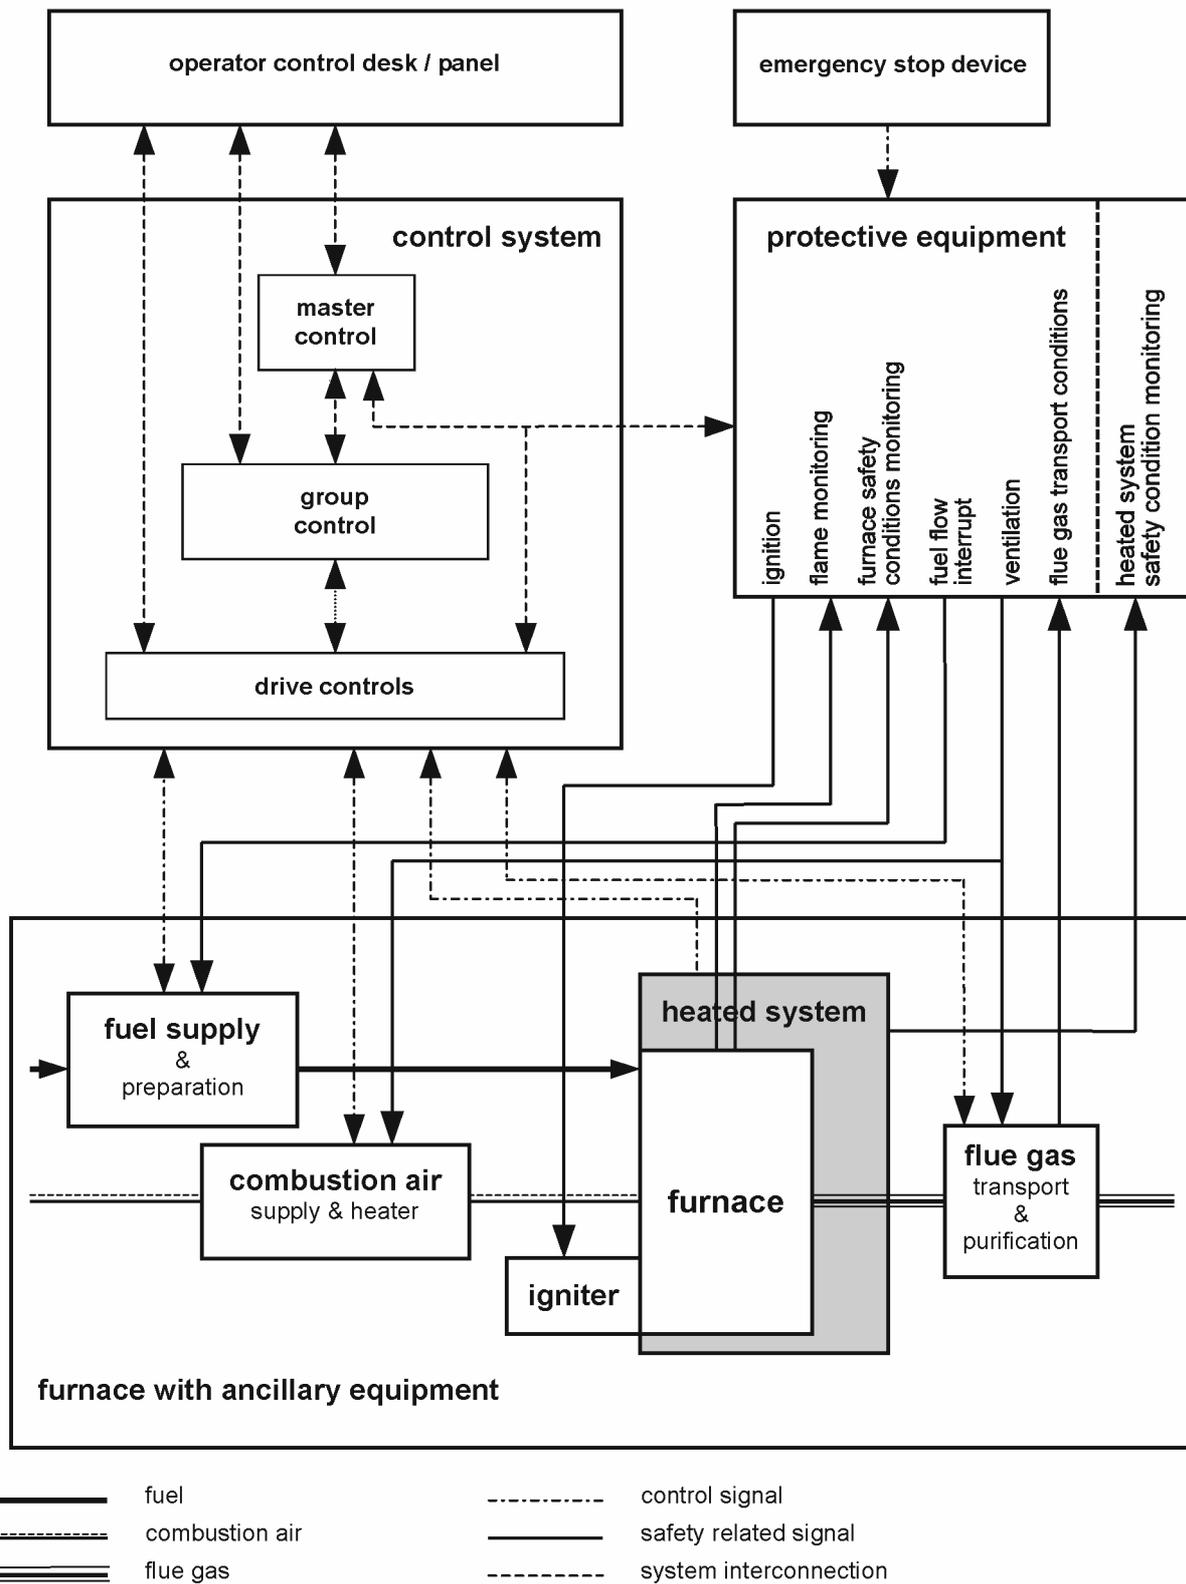 operator control desk / panel
emergency stop device
control system
protective equipment
master
control
group
control
drive controls
ignition
flame monitoring
furnace safety
conditions monitoring
fuel flow
interrupt
ventilation
flue gas transport conditions
heated system
safety condition monitoring
heated system
fuel supply
&
preparation
combustion air
supply & heater
furnace
flue gas
transport
&
purification
igniter
furnace with ancillary equipment
fuel
control signal
combustion air
safety related signal
flue gas
system interconnection